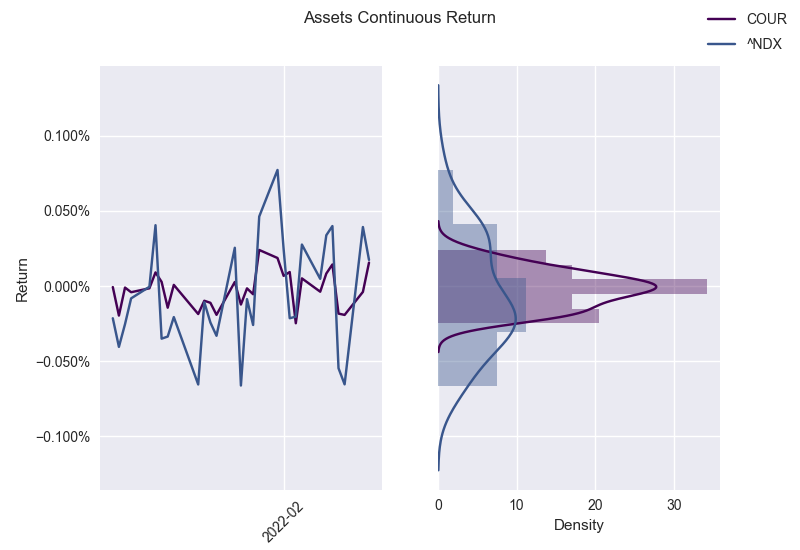 Assets Continuous Return
COUR
^NDX
Return
0.100%
0.050%
0.000%
−0.050%
−0.100%
2022-02
0 10 20 30
Density